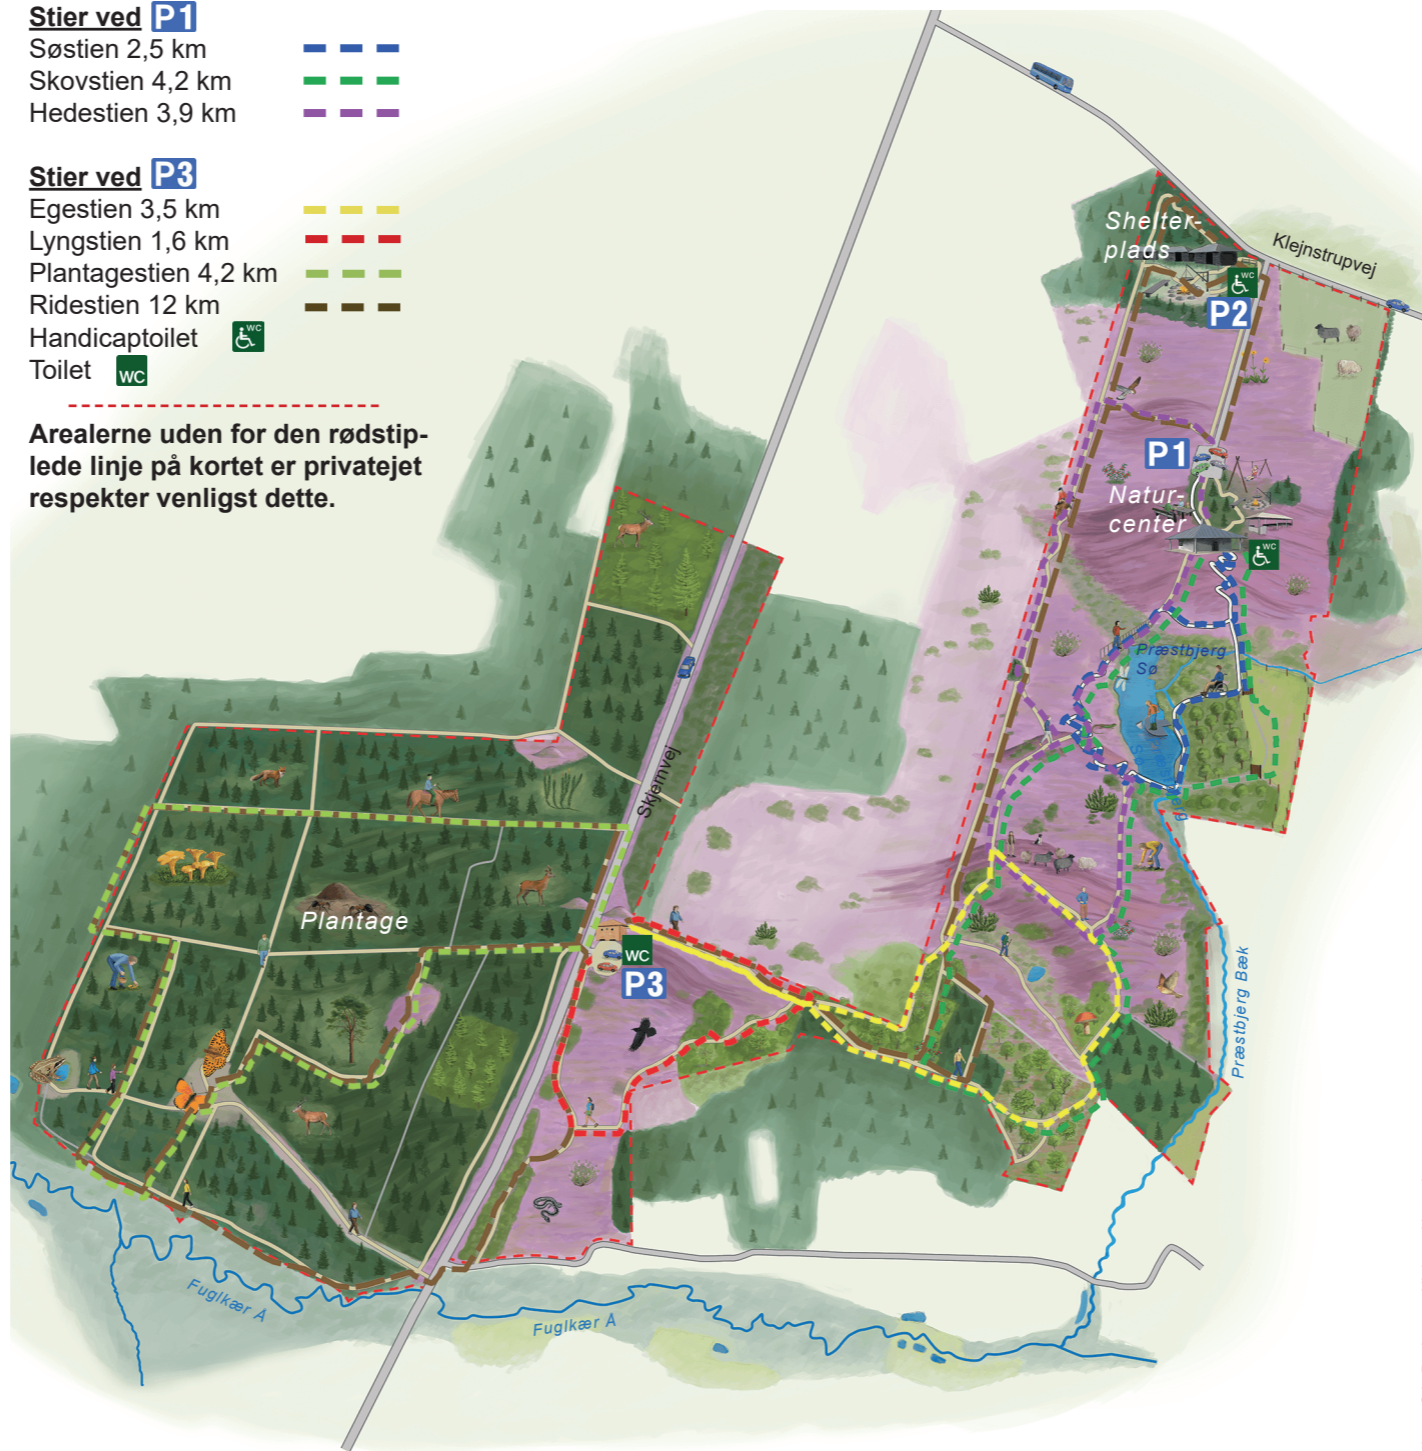 Stier ved P1
Søstien 2,5 km
Skovstien 4,2 km
Hedestien 3,9 km
Stier ved P3
Egestien 3,5 km
Lyngstien 1,6 km
Plantagestien 4,2 km
Ridestien 12 km
Handicaptoilet WC
Toilet WC
Arealerne uden for den rødstip-
lede linje på kortet er privatejet
respekter venligst dette.
Shelter-
plads
Klejnstrupvej
WC
P2
P1
Natur-
center
WC
Præstbjerg
Sø
Skjernvej
Plantage
WC
P3
Præstbjerg Bæk
Fuglkær Å
Fuglkær Å